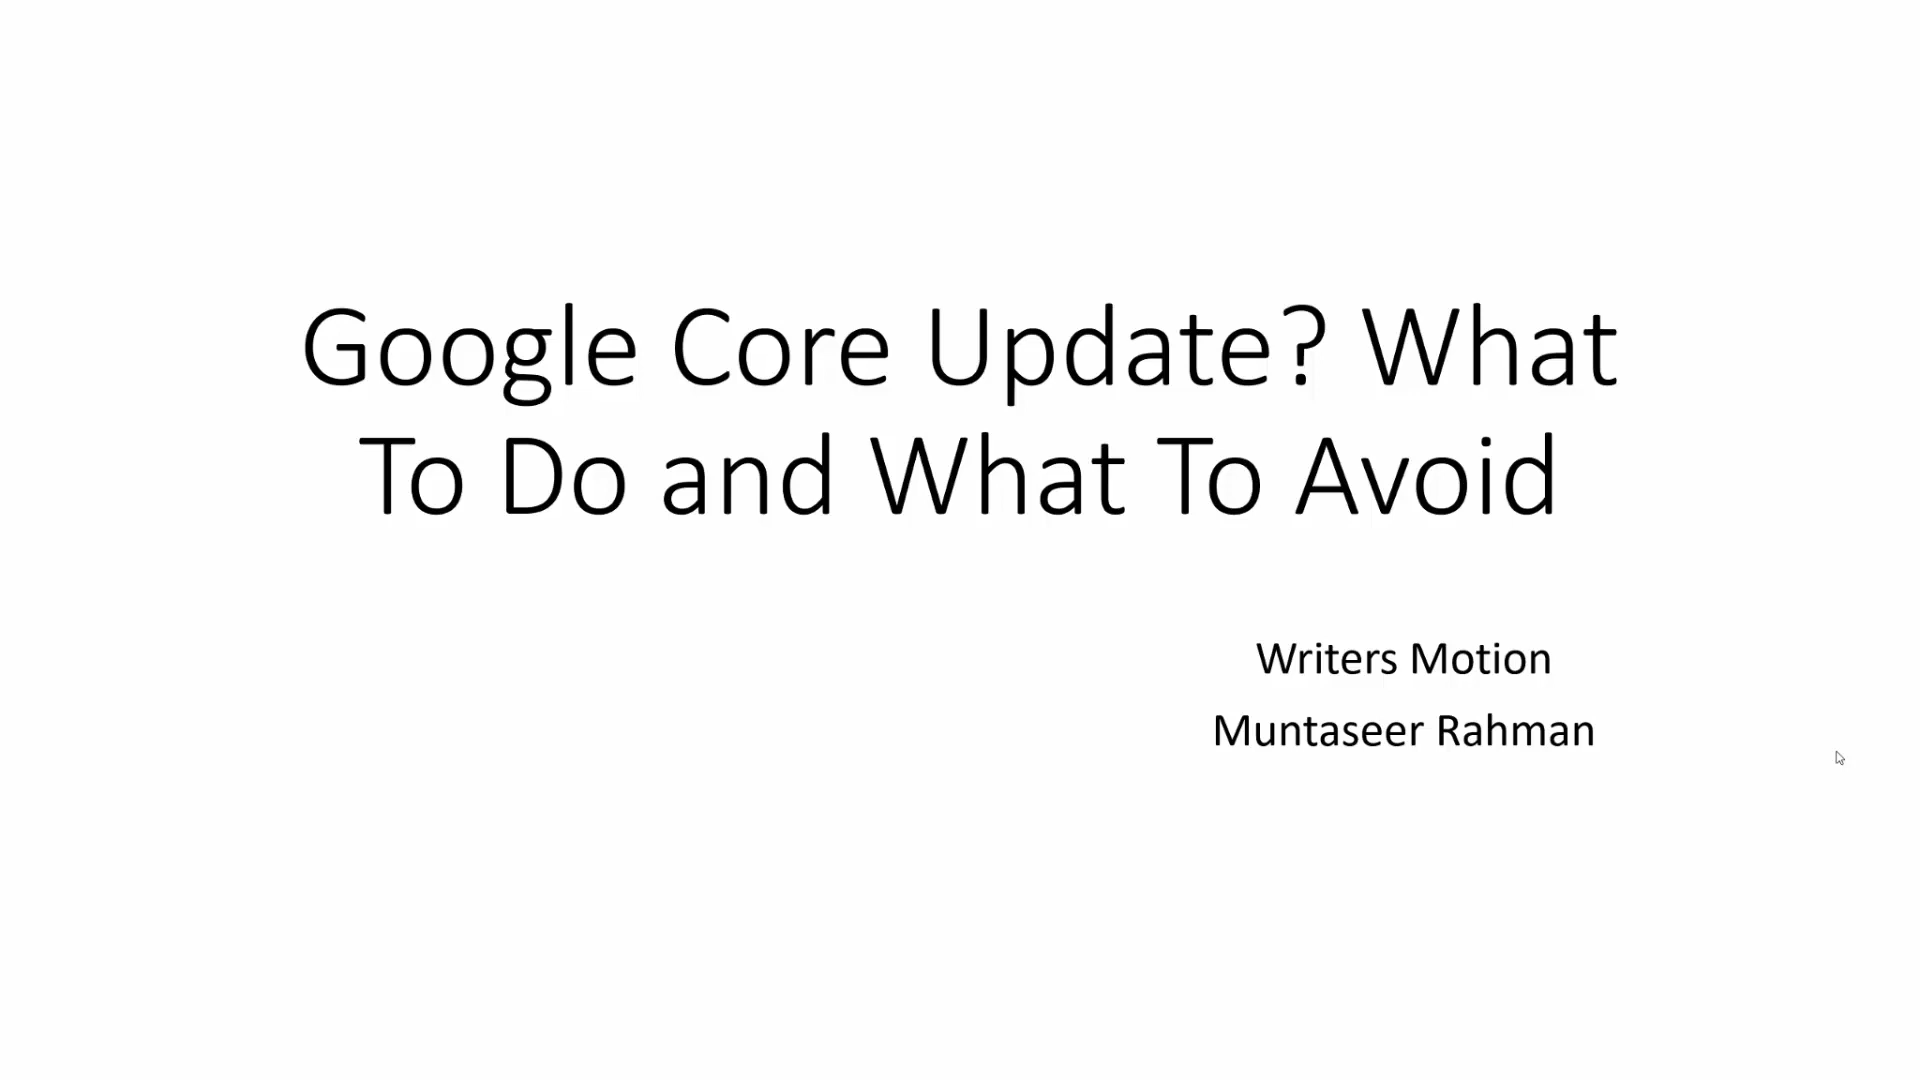 Google Core Update? What
To Do and What To Avoid
Writers Motion
Muntaseer Rahman